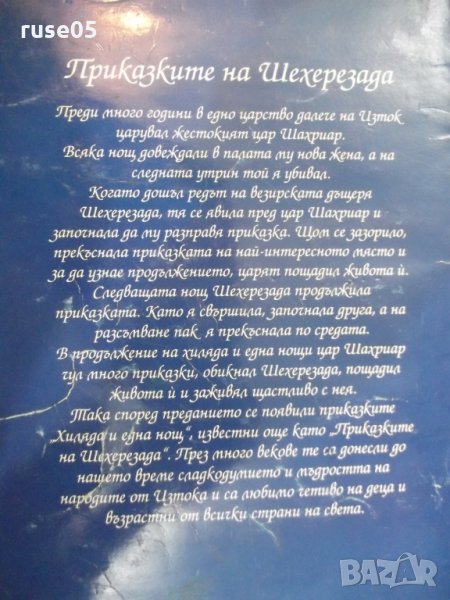 ruse05
Приказките на Шехерезада
Преди много години в едно царство далече на Изток
царувал жестокият цар Шахриар.
Всяка нощ довеждали в палата му нова жена, а на
следната утрин той я убивал.
Когато дошъл редът на везирската дъщеря
Шехерезада, тя се явила пред цар Шахриар и
започнала да му разправя приказка. Щом се зазорило,
прекъснала приказката на най-интересното място и
за да узнае продължението, царят пощадил живота ѝ.
Следващата нощ Шехерезада продължила
приказката. Като я свършила, започнала друга, а на
разсъмване пак я прекъснала по средата.
В продължение на хиляда и една нощи цар Шахриар
чул много приказки, обикнал Шехерезада, пощадил
живота ѝ и заживял щастливо с нея.
Така според преданието се появили приказките
„Хиляда и една нощ“, известни още като „Приказките
на Шехерезада“. През много векове те са донесли до
нашето време сладкодумието и мъдростта на
народите от Изтока и са любимо четиво на деца и
възрастни от всички страни на света.
BAZAR